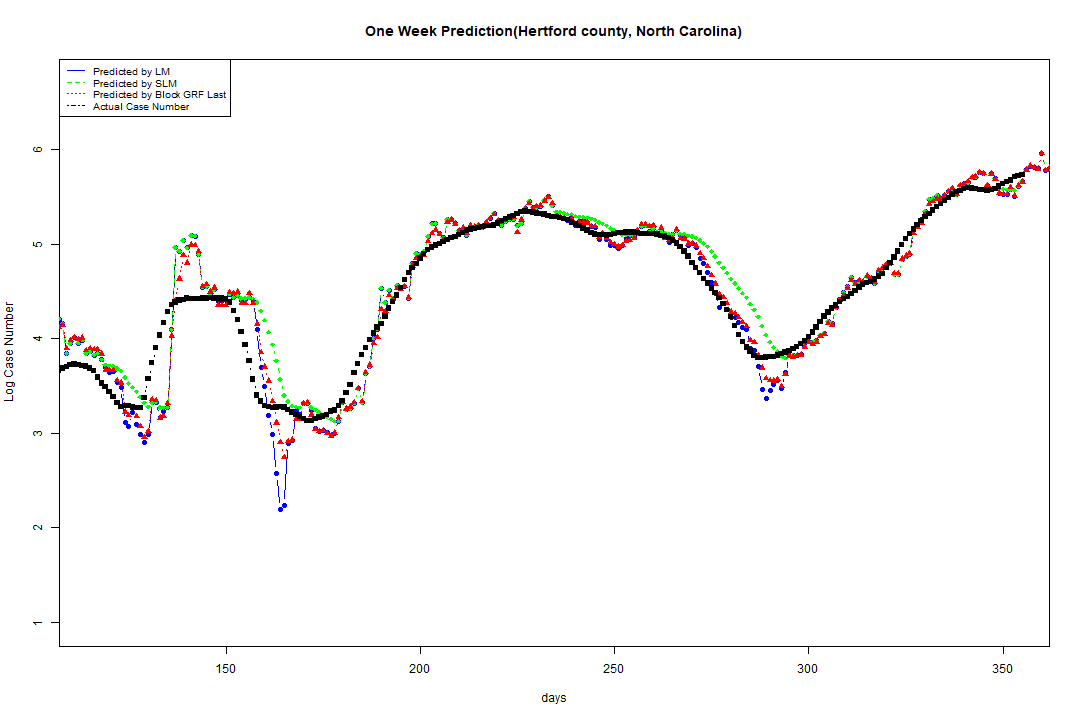 One Week Prediction(Hertford county, North Carolina)
Predicted by LM
Predicted by SLM
Predicted by Block GRF Last
Actual Case Number
Log Case Number
6
5
4
3
2
1
150
200
250
300
350
days